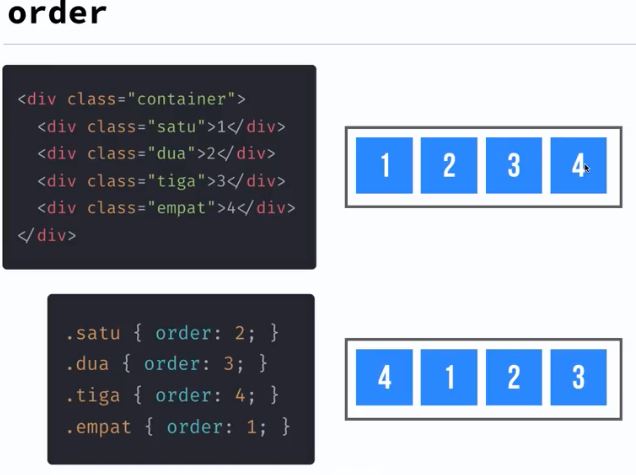 order
<div class="container">
<div class="satu">1</div>
<div class="dua">2</div>
<div class="tiga">3</div>
<div class="empat">4</div>
</div>
1 2 3 4
.satu { order: 2; }
.dua { order: 3; }
.tiga { order: 4; }
.empat { order: 1; }
4 1 2 3